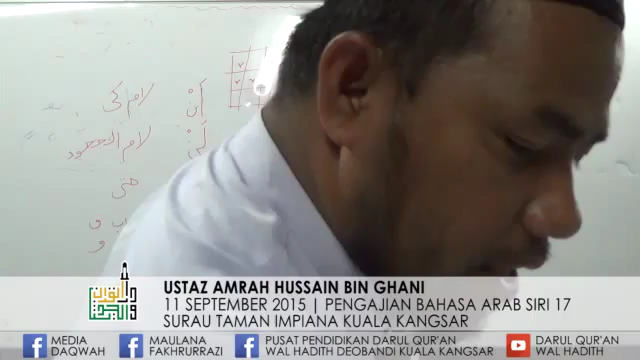 أن
لام كي
لن
لام الجحود
حتى
و
و
USTAZ AMRAH HUSSAIN BIN GHANI
11 SEPTEMBER 2015 | PENGAJIAN BAHASA ARAB SIRI 17
SURAU TAMAN IMPIANA KUALA KANGSAR
MEDIA DAQWAH
MAULANA FAKHRURRAZI
PUSAT PENDIDIKAN DARUL QUR'AN WAL HADITH DEOBANDI KUALA KANGSAR
DARUL QUR'AN WAL HADITH